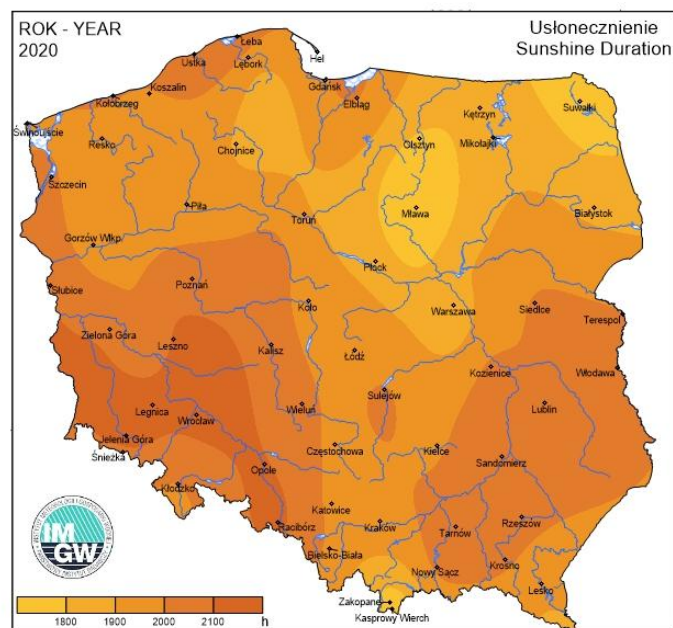 ROK - YEAR
2020
Usłonecznienie
Sunshine Duration
Łeba
Ustka
Lębork
Hel
Koszalin
Gdańsk
Kołobrzeg
Elbląg
Kętrzyn
Suwałki
Świnoujście
Resko
Chojnice
Olsztyn
Mikołajki
Szczecin
Piła
Toruń
Mława
Białystok
Gorzów Wlkp.
Płock
Słubice
Poznań
Koło
Warszawa
Siedlce
Terespol
Zielona Góra
Leszno
Kalisz
Łódź
Kozienice
Włodawa
Legnica
Wrocław
Wieluń
Sulejów
Lublin
Jelenia Góra
Śnieżka
Opole
Częstochowa
Kielce
Sandomierz
Kłodzko
Katowice
Racibórz
Kraków
Tarnów
Rzeszów
Bielsko-Biała
Nowy Sącz
Krosno
Lesko
Zakopane
Kasprowy Wierch
IM
GW
1800 1900 2000 2100 h